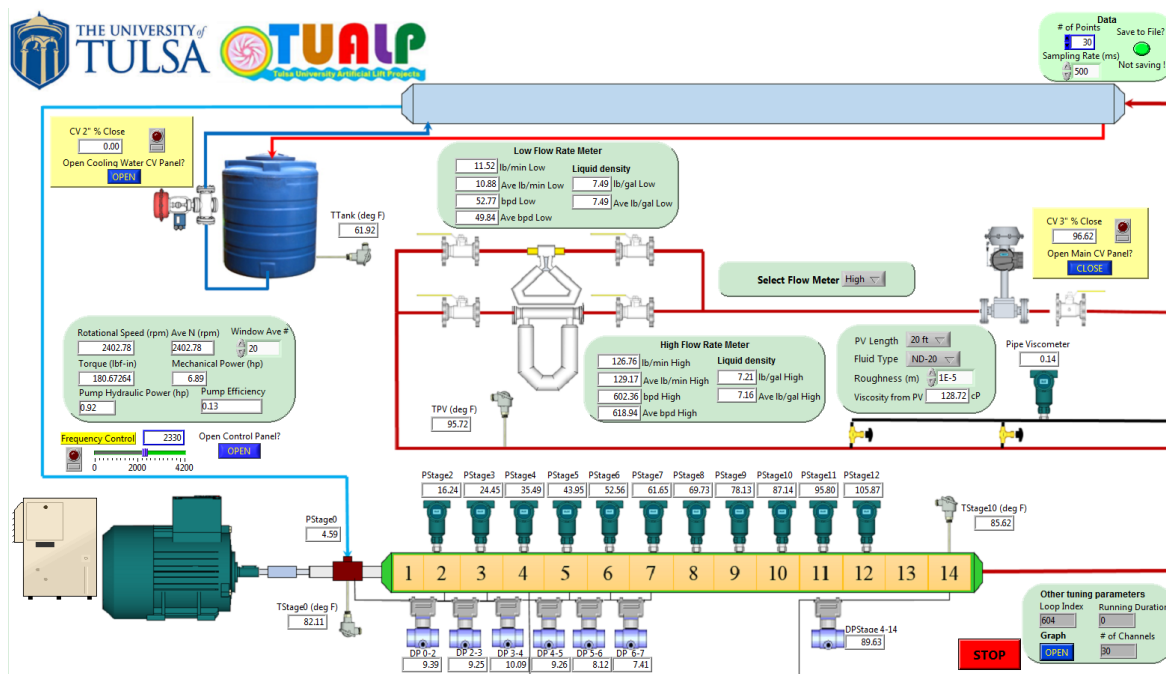 THE UNIVERSITY of
TULSA
TUALP
Tulsa University Artificial Lift Projects
Data
# of Points
30
Save to File?
Sampling Rate (ms)
500
Not saving !
CV 2" % Close
0.00
Open Cooling Water CV Panel?
OPEN
TTank (deg F)
61.92
Low Flow Rate Meter
11.52 lb/min Low
Liquid density
10.88 Ave lb/min Low
7.49 lb/gal Low
52.77 bpd Low
7.49 Ave lb/gal Low
49.84 Ave bpd Low
CV 3" % Close
96.62
Open Main CV Panel?
CLOSE
Select Flow Meter High
Rotational Speed (rpm) Ave N (rpm) Window Ave #
2402.78 2402.78 20
Torque (lbf-in) Mechanical Power (hp)
180.67264 6.89
Pump Hydraulic Power (hp) Pump Efficiency
0.92 0.13
High Flow Rate Meter
126.76 lb/min High
Liquid density
129.17 Ave lb/min High
7.21 lb/gal High
602.36 bpd High
7.16 Ave lb/gal High
618.94 Ave bpd High
PV Length 20 ft
Fluid Type ND-20
Roughness (m) 1E-5
Viscosity from PV 128.72 cP
Pipe Viscometer
0.14
TPV (deg F)
95.72
Frequency Control 2330
Open Control Panel?
OPEN
0 2000 4200
PStage2 PStage3 PStage4 PStage5 PStage6 PStage7 PStage8 PStage9 PStage10 PStage11 PStage12
16.24 24.45 35.49 43.95 52.56 61.65 69.73 78.13 87.14 95.80 105.87
TStage10 (deg F)
85.62
PStage0
4.59
1 2 3 4 5 6 7 8 9 10 11 12 13 14
TStage0 (deg F)
82.11
DP 0-2 DP 2-3 DP 3-4 DP 4-5 DP 5-6 DP 6-7
9.39 9.25 10.09 9.26 8.12 7.41
DPStage 4-14
89.63
STOP
Other tuning parameters
Loop Index Running Duration
604 0
Graph # of Channels
OPEN 30